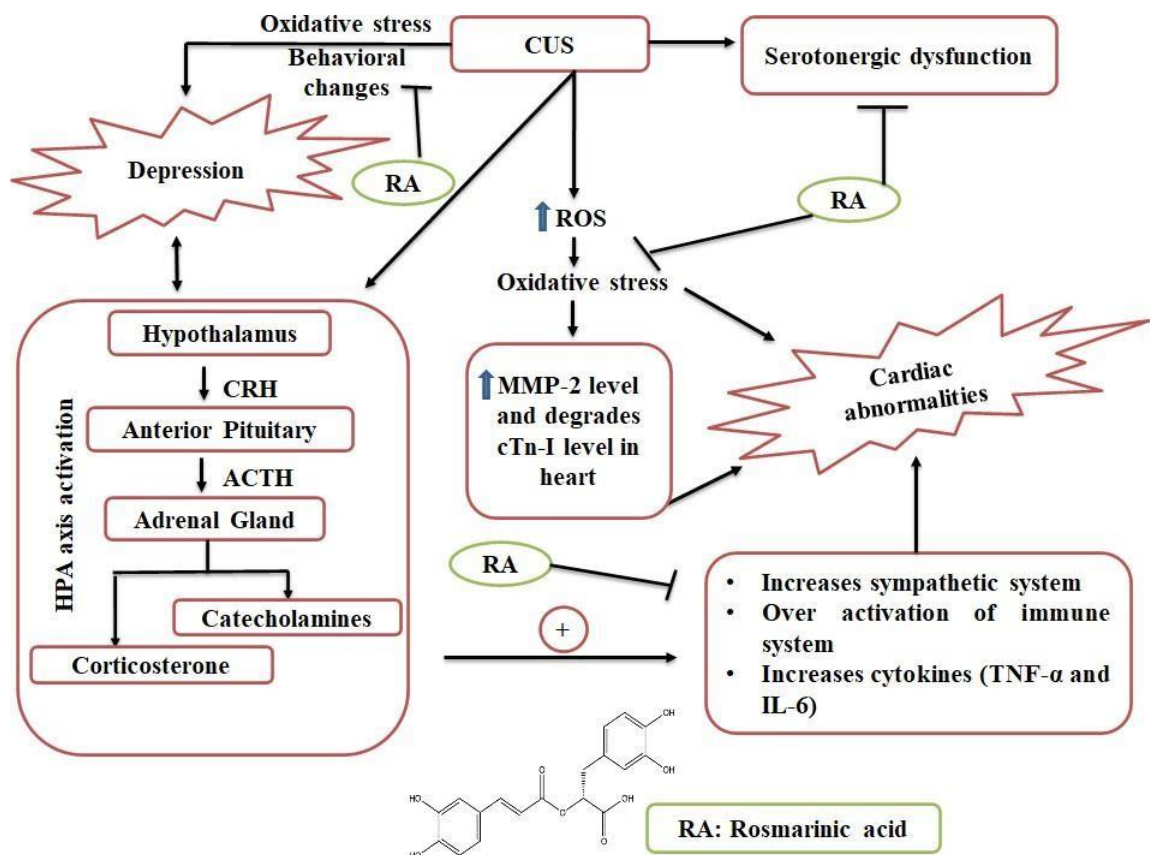 Oxidative stress
Behavioral
changes
CUS
Serotonergic dysfunction
Depression
RA
RA
ROS
Oxidative stress
Hypothalamus
CRH
Anterior Pituitary
ACTH
Adrenal Gland
Catecholamines
Corticosterone
HPA axis activation
MMP-2 level
and degrades
cTn-I level in
heart
Cardiac
abnormalities
RA
+
• Increases sympathetic system
• Over activation of immune
system
• Increases cytokines (TNF-α and
IL-6)
OH
OH
HO
HO
O
O
OH
O
RA: Rosmarinic acid